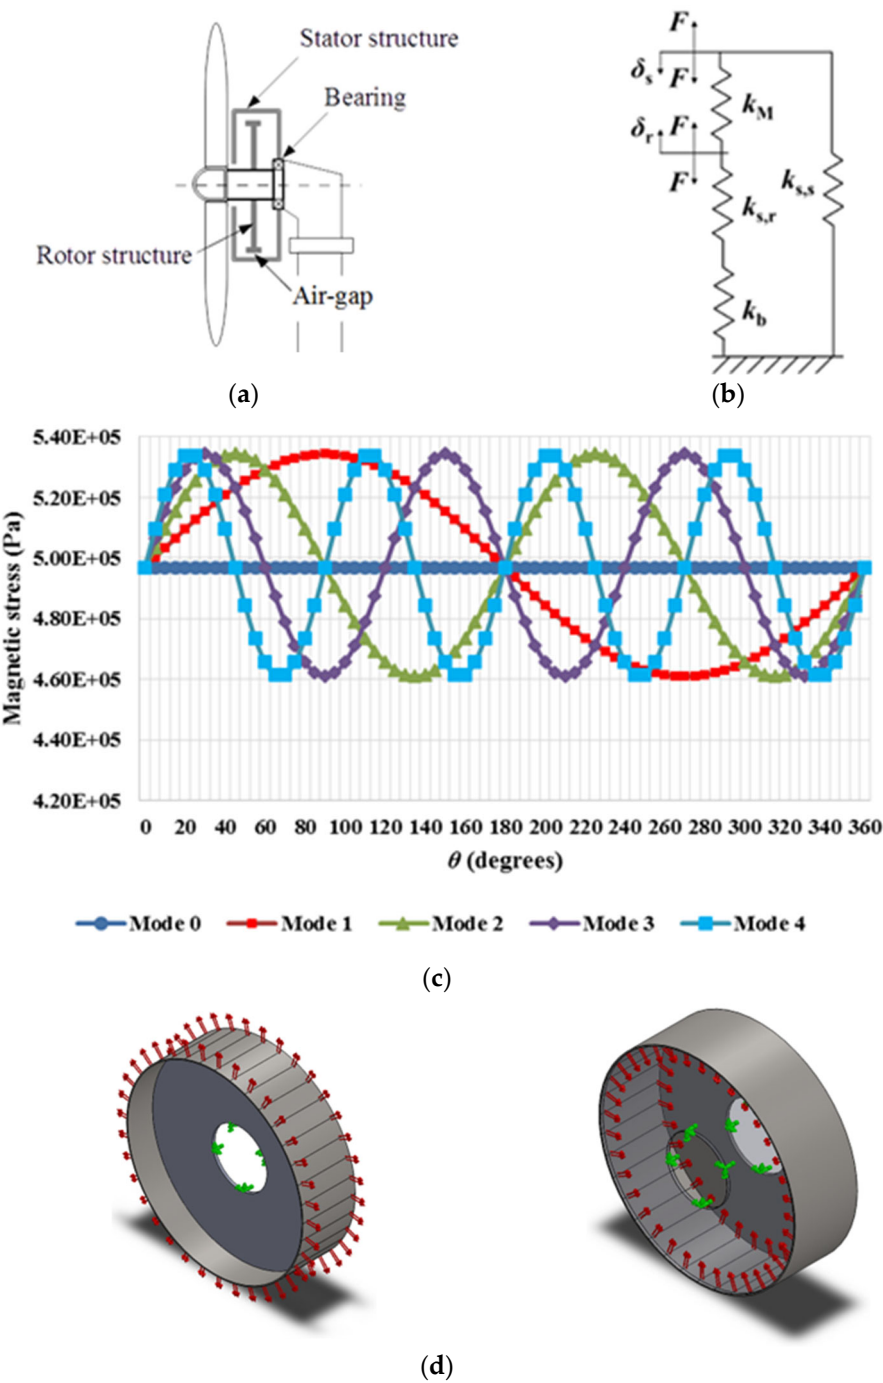 Stator structure
Bearing
Rotor structure
Air-gap
(a)
F
δs F
kM
δr F
F
ks,r
ks,s
kb
(b)
5.40E+05
5.20E+05
5.00E+05
4.80E+05
4.60E+05
4.40E+05
4.20E+05
Magnetic stress (Pa)
0 20 40 60 80 100 120 140 160 180 200 220 240 260 280 300 320 340 360
θ (degrees)
Mode 0 Mode 1 Mode 2 Mode 3 Mode 4
(c)
(d)